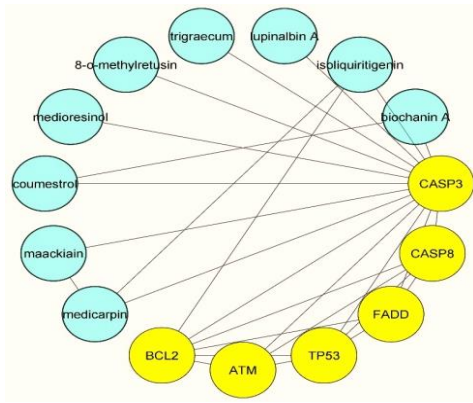 trigraecum
lupinalbin A
8-o-methylretusin
isoliquiritigenin
medioresinol
biochanin A
coumestrol
CASP3
maackiain
CASP8
medicarpin
FADD
BCL2
TP53
ATM